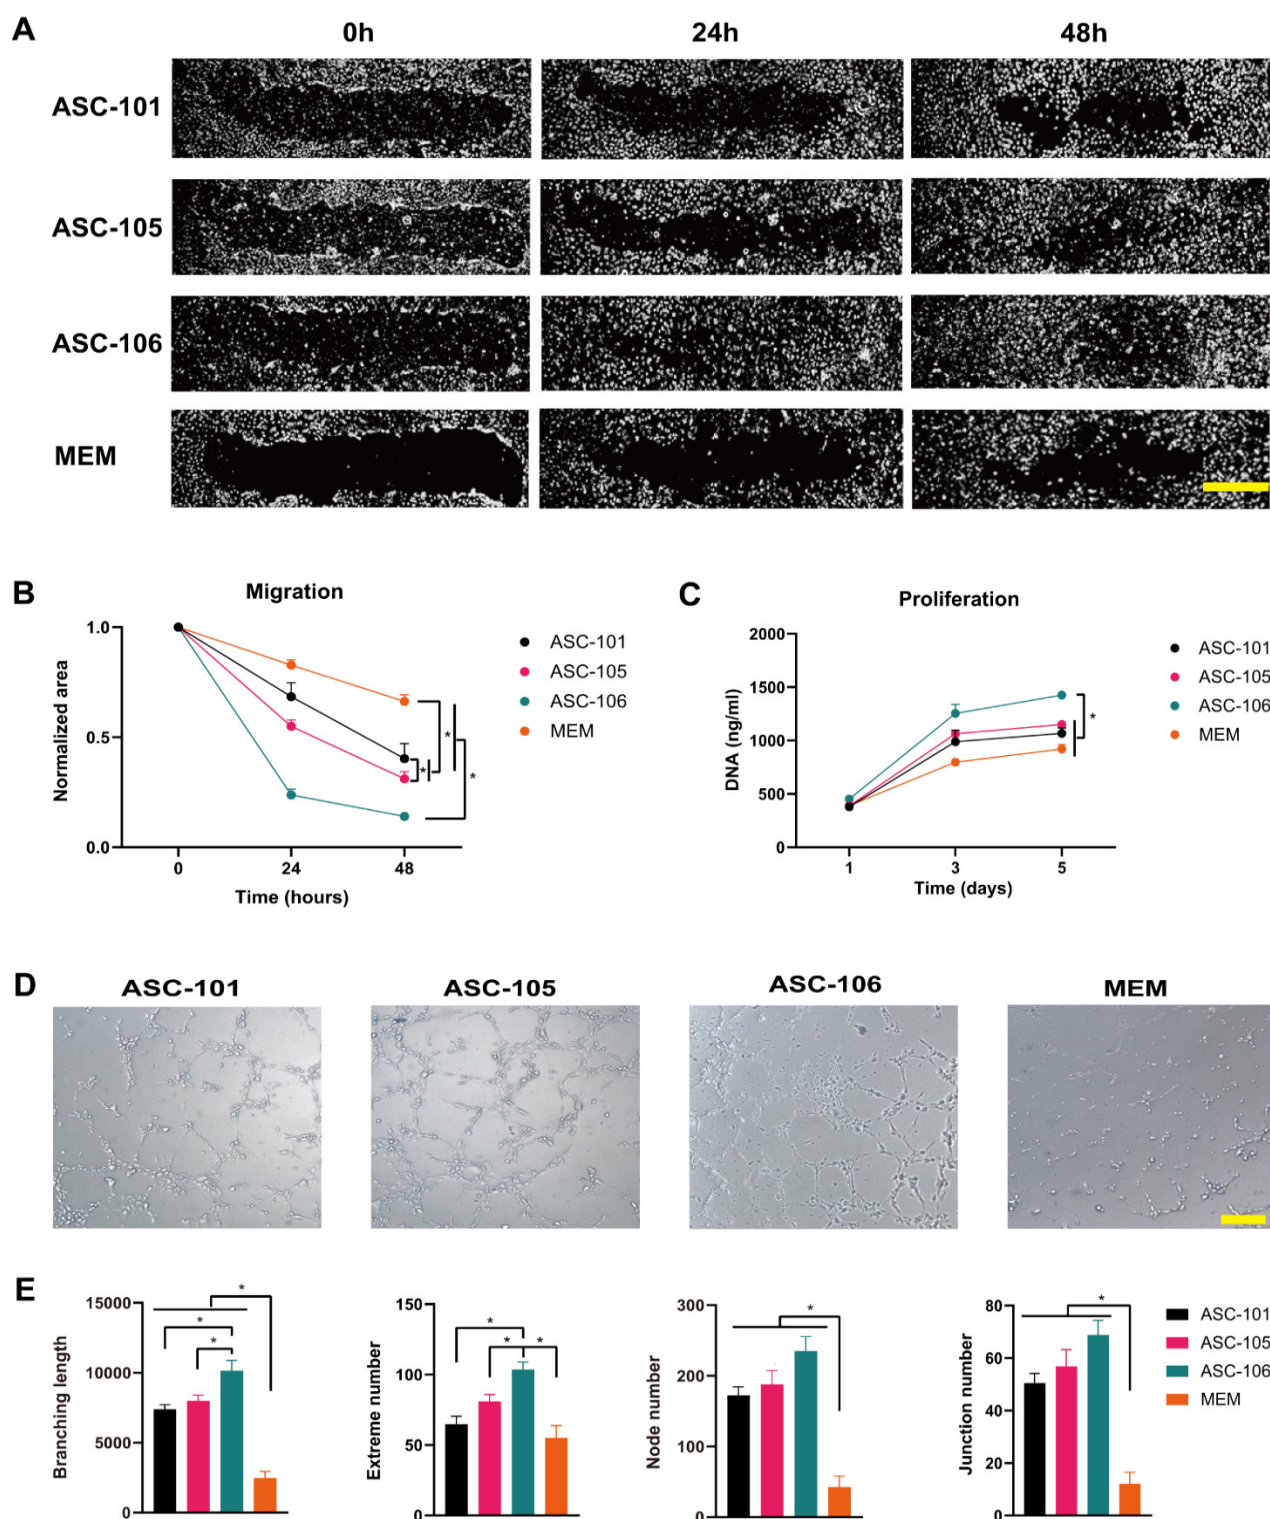 A
0h 24h 48h
ASC-101
ASC-105
ASC-106
MEM
B
Migration
Normalized area
1.0
0.5
0.0
0 24 48
Time (hours)
ASC-101
ASC-105
ASC-106
MEM
*
*
*
C
Proliferation
DNA (ng/ml)
2000
1500
1000
500
0
1 3 5
Time (days)
ASC-101
ASC-105
ASC-106
MEM
*
D
ASC-101 ASC-105 ASC-106 MEM
E
Branching length
15000
10000
5000
0
*
*
*
Extreme number
150
100
50
0
*
* *
Node number
300
200
100
0
*
Junction number
80
60
40
20
0
*
ASC-101
ASC-105
ASC-106
MEM